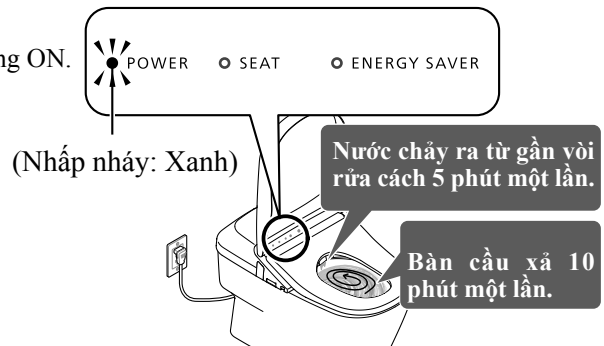 ng ON.
POWER SEAT ENERGY SAVER
(Nhấp nháy: Xanh)
Nước chảy ra từ gần vòi
rửa cách 5 phút một lần.
Bàn cầu xả 10
phút một lần.